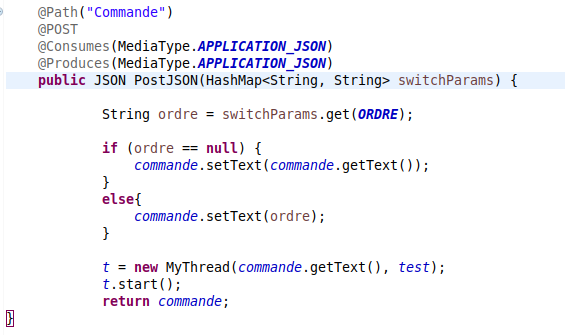 @Path("Commande")
@POST
@Consumes(MediaType.APPLICATION_JSON)
@Produces(MediaType.APPLICATION_JSON)
public JSON PostJSON(HashMap<String, String> switchParams) {
String ordre = switchParams.get(ORDRE);
if (ordre == null) {
commande.setText(commande.getText());
}
else{
commande.setText(ordre);
}
t = new MyThread(commande.getText(), test);
t.start();
return commande;
}